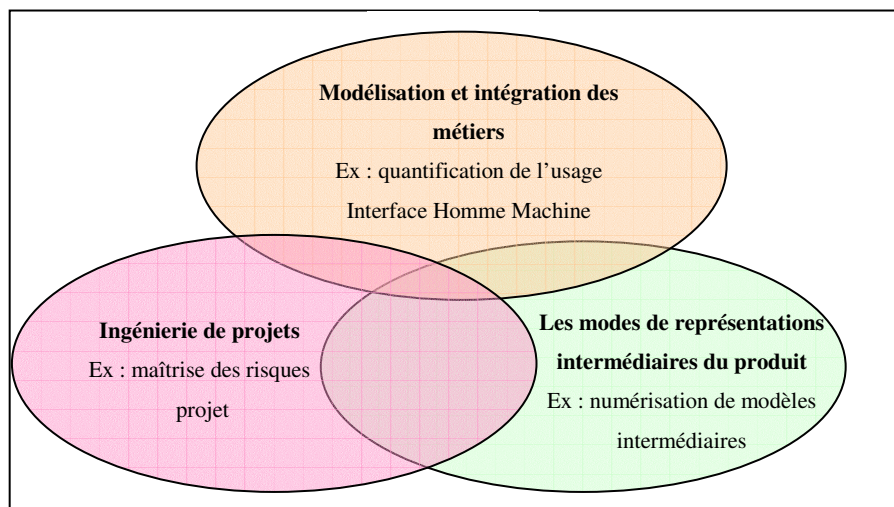 Modélisation et intégration des
métiers
Ex : quantification de l’usage
Interface Homme Machine
Ingénierie de projets
Ex : maîtrise des risques
projet
Les modes de représentations
intermédiaires du produit
Ex : numérisation de modèles
intermédiaires